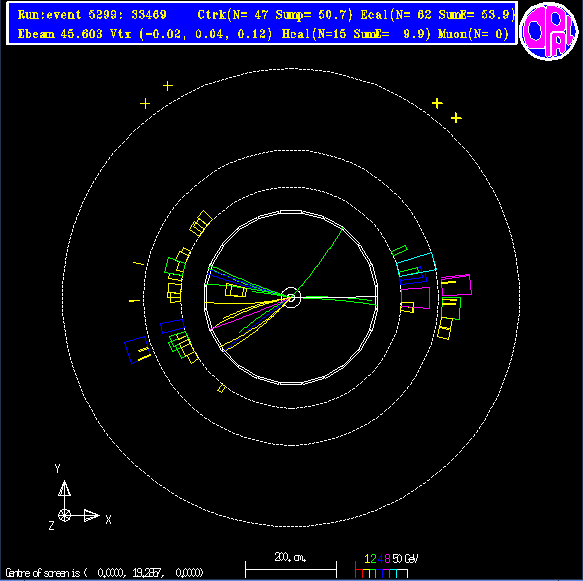 Run:event 5299: 33469 Ctrk(N= 47 Sump= 50.7) Ecal(N= 62 SumE= 53.9)
Ebeam 45.603 Vtx (-0.02, 0.04, 0.12) Hcal(N=15 SumE= 9.9) Muon(N= 0)
OPAL
Y
X
Z
200. cm.
1 2 4 8 50 GeV
Centre of screen is ( 0.0000, 19.2857, 0.0000)